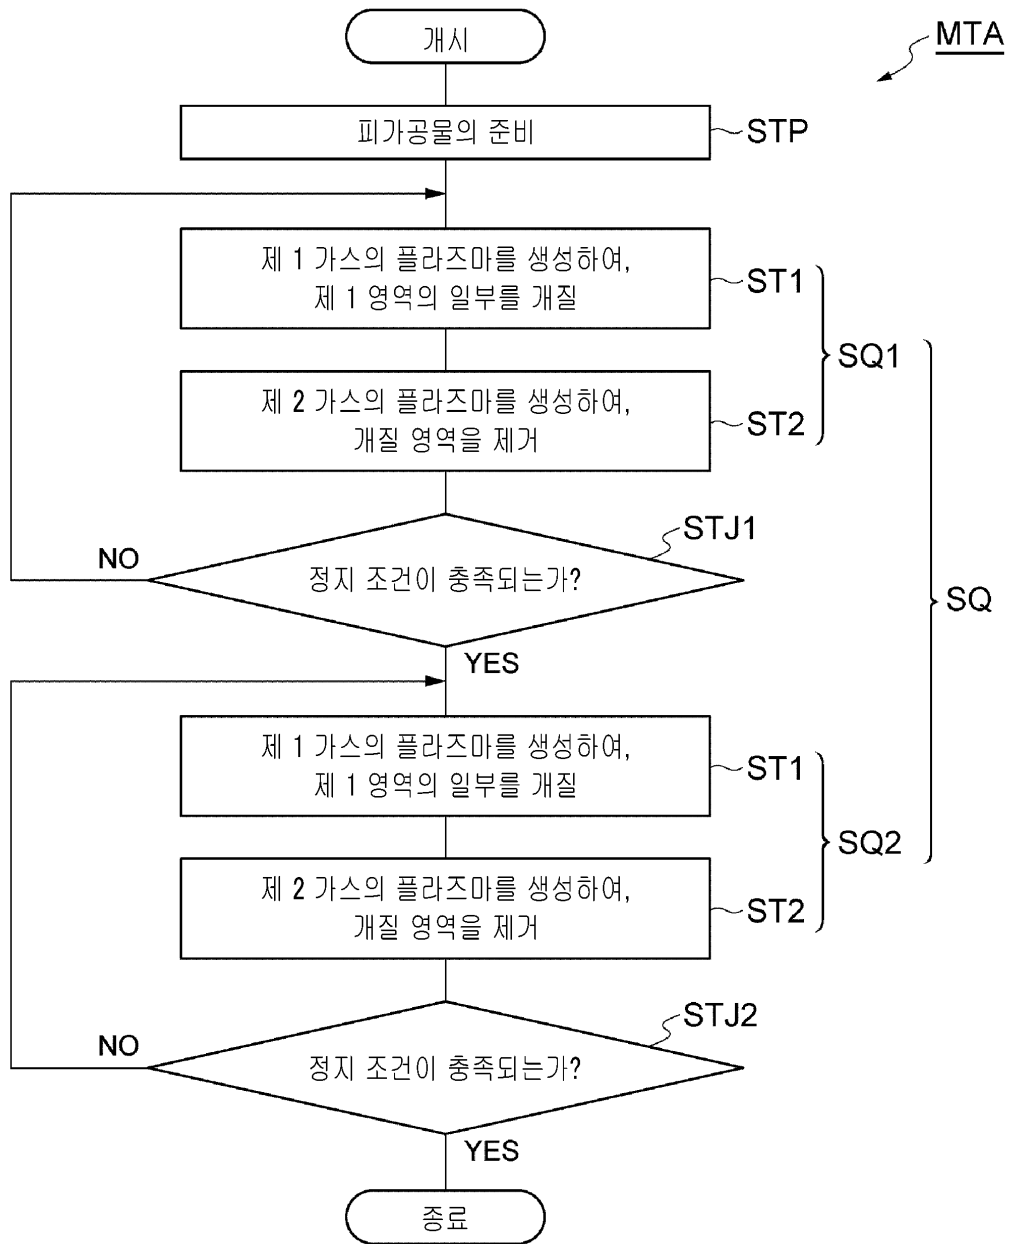 개시
MTA
피가공물의 준비
STP
제 1 가스의 플라즈마를 생성하여,
제 1 영역의 일부를 개질
ST1
SQ1
제 2 가스의 플라즈마를 생성하여,
개질 영역을 제거
ST2
STJ1
NO
정지 조건이 충족되는가?
SQ
YES
제 1 가스의 플라즈마를 생성하여,
제 1 영역의 일부를 개질
ST1
SQ2
제 2 가스의 플라즈마를 생성하여,
개질 영역을 제거
ST2
STJ2
NO
정지 조건이 충족되는가?
YES
종료